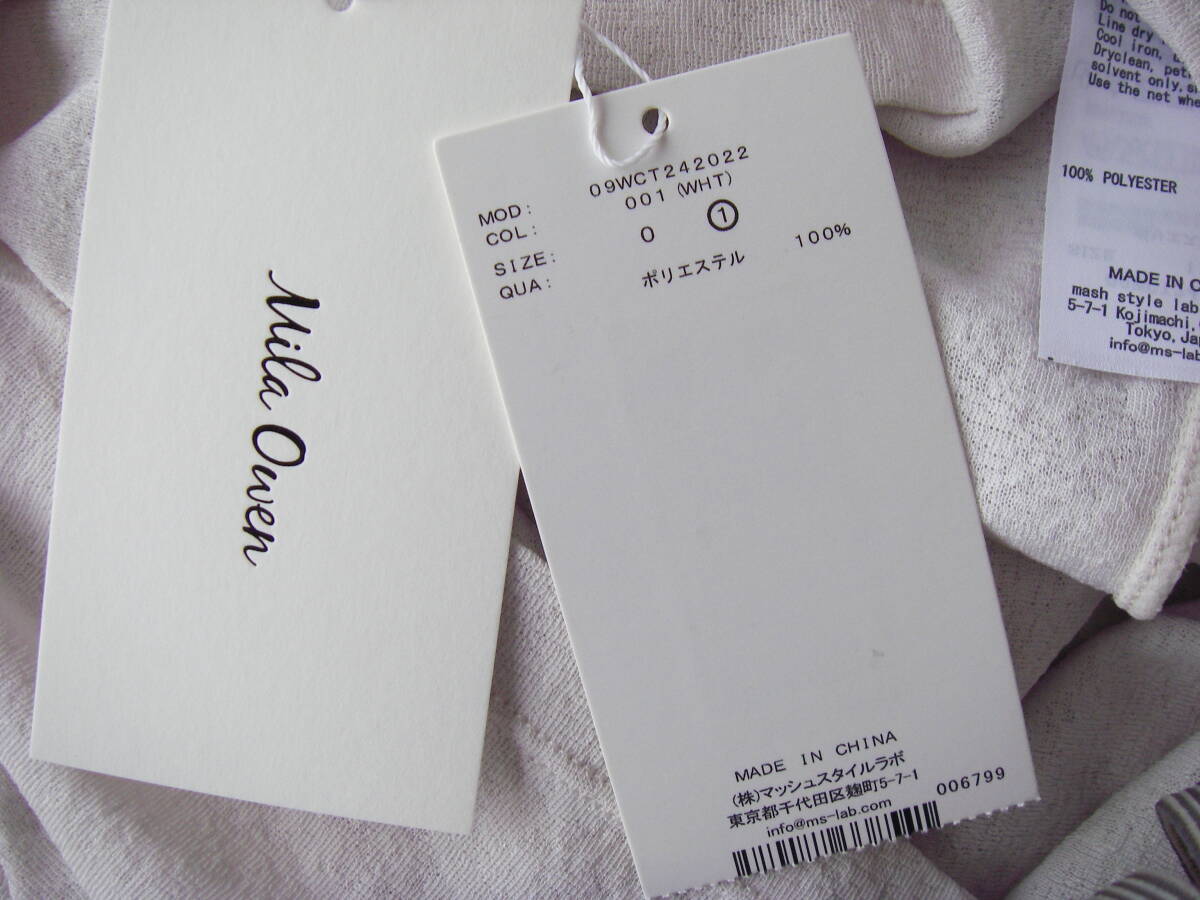 Mila Owen
MOD: 09WCT242022
COL: 001 (WHT)
SIZE: 0 ①
QUA: ポリエステル 100%
MADE IN CHINA
(株)マッシュスタイルラボ
東京都千代田区麹町5-7-1
info@ms-lab.com
006799
Do not
Line dry
Cool iron,
Dryclean,
solvent only,
Use the net
100% POLYESTER
MADE IN
mash style lab
5-7-1 Kojimachi,
Tokyo,
info@ms-lab